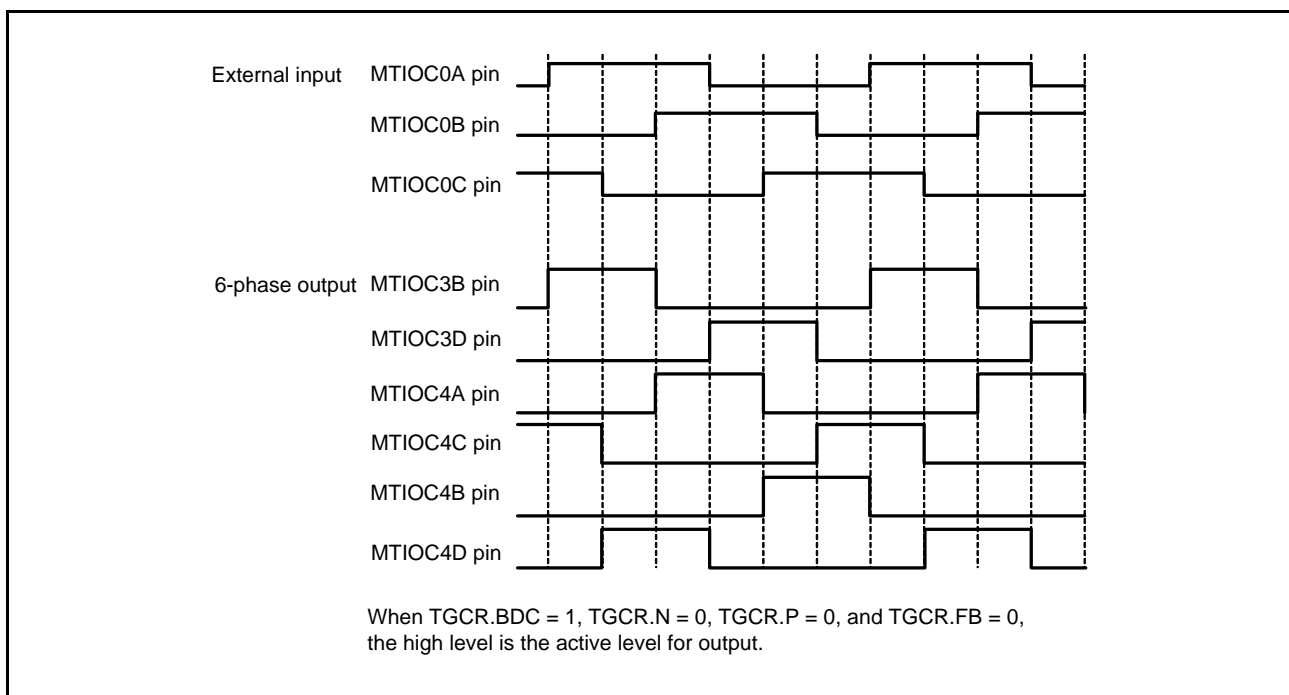 External input MTIOC0A pin
MTIOC0B pin
MTIOC0C pin
6-phase output MTIOC3B pin
MTIOC3D pin
MTIOC4A pin
MTIOC4C pin
MTIOC4B pin
MTIOC4D pin
When TGCR.BDC = 1, TGCR.N = 0, TGCR.P = 0, and TGCR.FB = 0,
the high level is the active level for output.